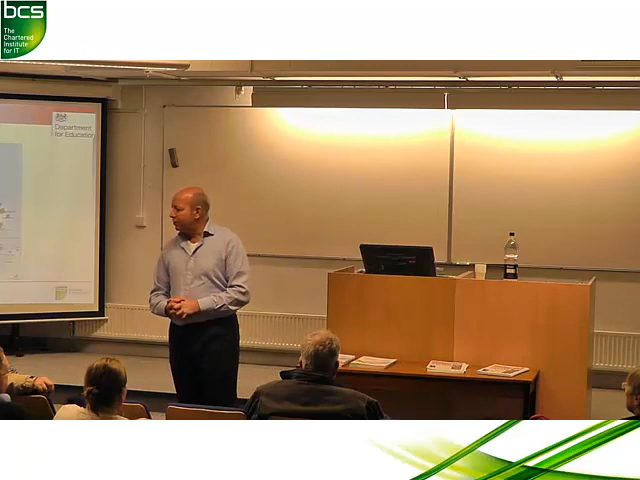 bcs
The
Chartered
Institute
for IT
Department
for Education